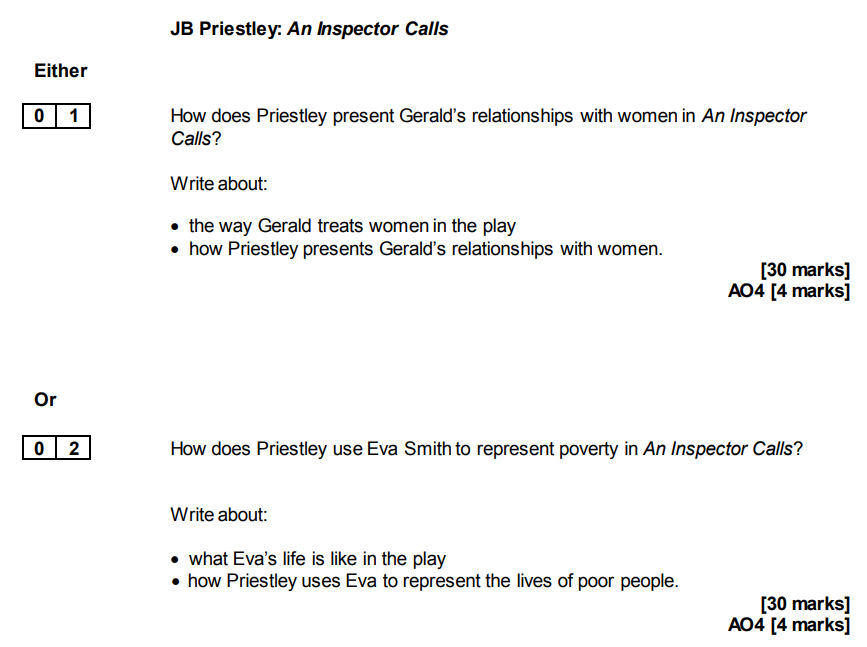 JB Priestley: An Inspector Calls
Either
0 1 How does Priestley present Gerald's relationships with women in An Inspector
Calls?
Write about:
• the way Gerald treats women in the play
• how Priestley presents Gerald's relationships with women.
[30 marks]
AO4 [4 marks]
Or
0 2 How does Priestley use Eva Smith to represent poverty in An Inspector Calls?
Write about:
• what Eva's life is like in the play
• how Priestley uses Eva to represent the lives of poor people.
[30 marks]
AO4 [4 marks]